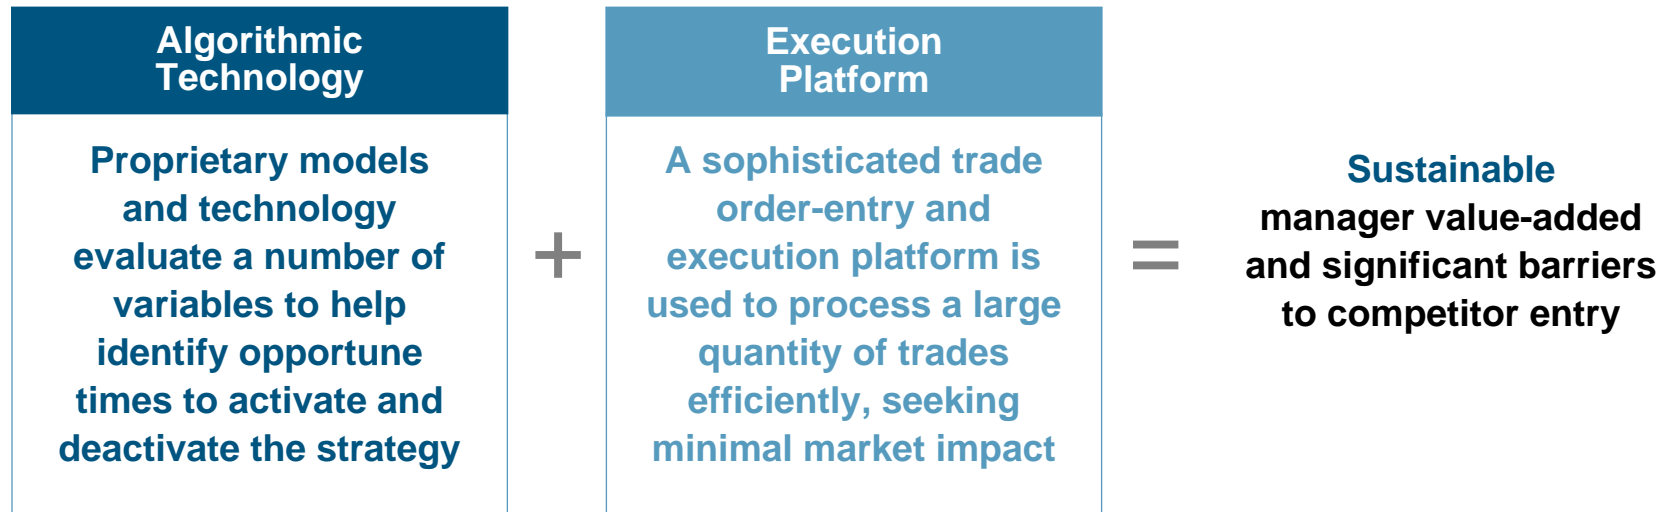 Algorithmic
Technology
Proprietary models
and technology
evaluate a number of
variables to help
identify opportune
times to activate and
deactivate the strategy
+
Execution
Platform
A sophisticated trade
order-entry and
execution platform is
used to process a large
quantity of trades
efficiently, seeking
minimal market impact
=
Sustainable
manager value-added
and significant barriers
to competitor entry